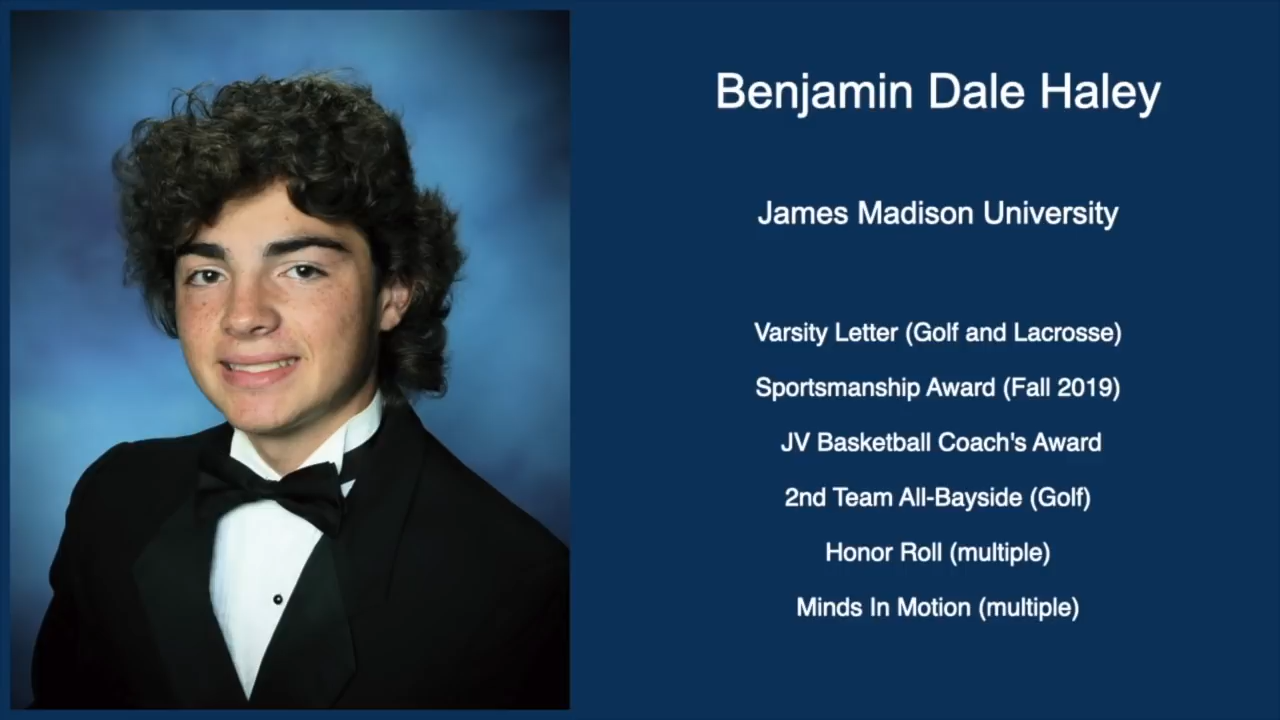 Benjamin Dale Haley
James Madison University
Varsity Letter (Golf and Lacrosse)
Sportsmanship Award (Fall 2019)
JV Basketball Coach's Award
2nd Team All-Bayside (Golf)
Honor Roll (multiple)
Minds In Motion (multiple)